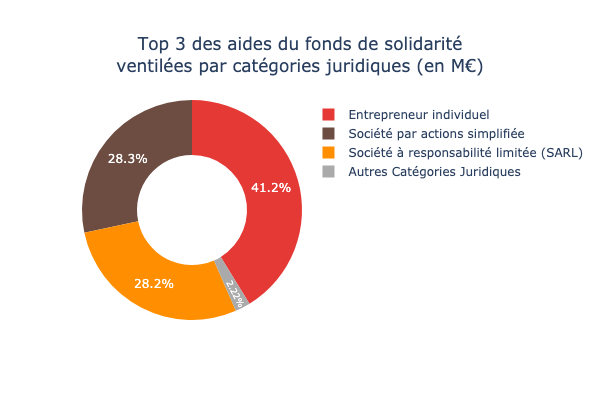 Top 3 des aides du fonds de solidarité
ventilées par catégories juridiques (en M€)
Entrepreneur individuel
Société par actions simplifiée
Société à responsabilité limitée (SARL)
Autres Catégories Juridiques
28.3%
41.2%
28.2%
2.22%